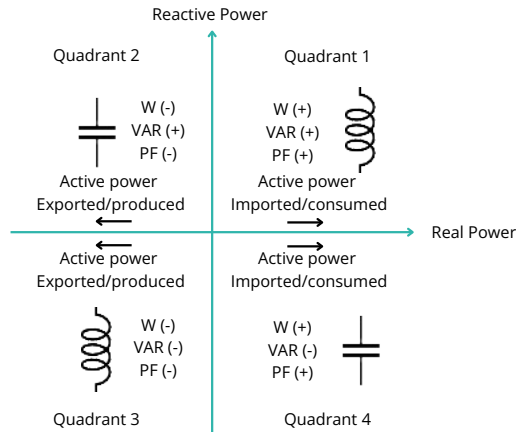 Reactive Power
Quadrant 2
Quadrant 1
W (-)
VAR (+)
PF (-)
W (+)
VAR (+)
PF (+)
Active power
Exported/produced
Active power
Imported/consumed
Real Power
Active power
Exported/produced
Active power
Imported/consumed
W (-)
VAR (-)
PF (-)
W (+)
VAR (-)
PF (+)
Quadrant 3
Quadrant 4